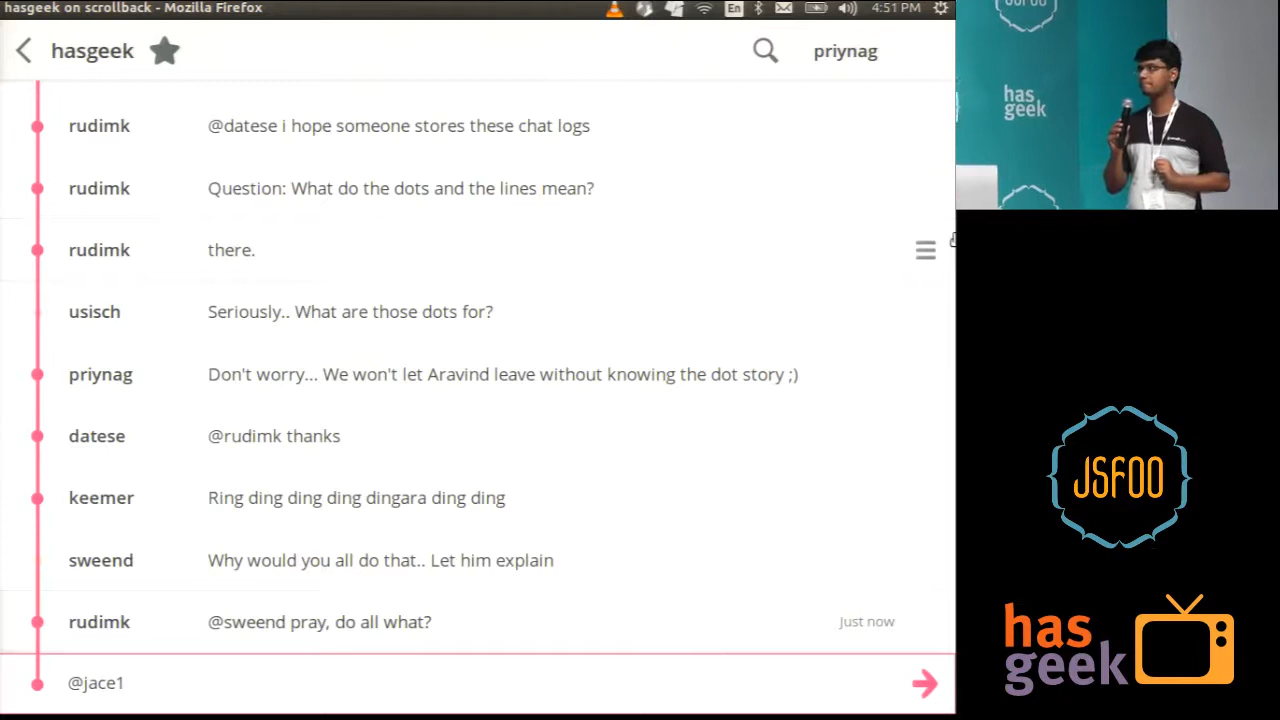 hasgeek on scrollback - Mozilla Firefox
En
4:51 PM
hasgeek
priynag
rudimk @datese i hope someone stores these chat logs
rudimk Question: What do the dots and the lines mean?
rudimk there.
usisch Seriously.. What are those dots for?
priynag Don't worry... We won't let Aravind leave without knowing the dot story ;)
datese @rudimk thanks
keemer Ring ding ding ding dingara ding ding
sweend Why would you all do that.. Let him explain
rudimk @sweend pray, do all what? Just now
@jace1
has
geek
JSFOO
has
geek